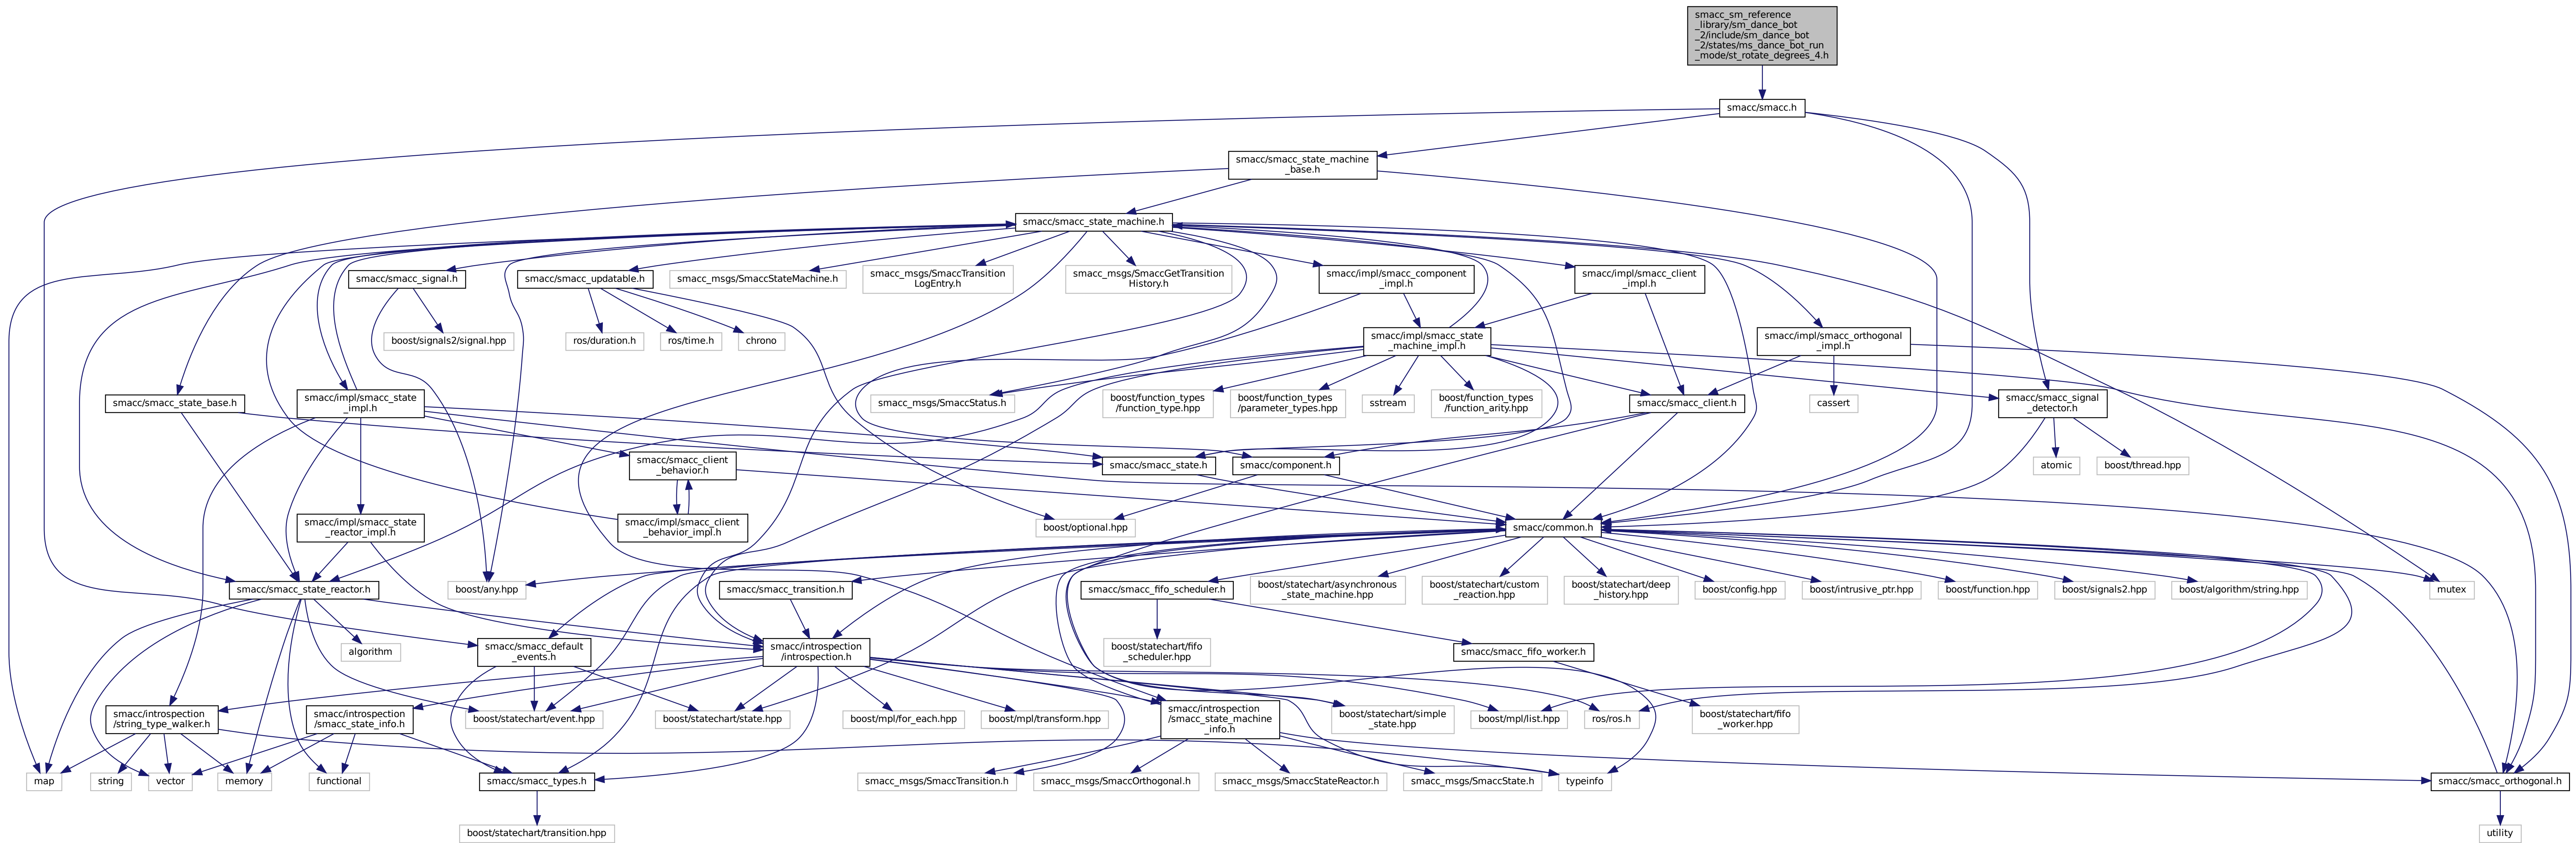 smacc_sm_reference
_library/sm_dance_bot
_2/include/sm_dance_bot
_2/states/ms_dance_bot_run
_mode/st_rotate_degrees_4.h
smacc/smacc.h
smacc/smacc_state_machine
_base.h
smacc/smacc_state_machine.h
smacc/smacc_signal.h
smacc/smacc_updatable.h
smacc_msgs/SmaccStateMachine.h
smacc_msgs/SmaccTransition
LogEntry.h
smacc_msgs/SmaccGetTransition
History.h
smacc/impl/smacc_component
_impl.h
smacc/impl/smacc_client
_impl.h
boost/signals2/signal.hpp
ros/duration.h
ros/time.h
chrono
smacc/impl/smacc_state
_machine_impl.h
smacc/impl/smacc_orthogonal
_impl.h
smacc/smacc_state_base.h
smacc/impl/smacc_state
_impl.h
smacc_msgs/SmaccStatus.h
boost/function_types
/function_type.hpp
boost/function_types
/parameter_types.hpp
sstream
boost/function_types
/function_arity.hpp
smacc/smacc_client.h
cassert
smacc/smacc_signal
_detector.h
smacc/smacc_client
_behavior.h
smacc/smacc_state.h
smacc/component.h
atomic
boost/thread.hpp
smacc/impl/smacc_state
_reactor_impl.h
smacc/impl/smacc_client
_behavior_impl.h
boost/optional.hpp
smacc/common.h
smacc/smacc_state_reactor.h
boost/any.hpp
smacc/smacc_transition.h
smacc/smacc_fifo_scheduler.h
boost/statechart/asynchronous
_state_machine.hpp
boost/statechart/custom
_reaction.hpp
boost/statechart/deep
_history.hpp
boost/config.hpp
boost/intrusive_ptr.hpp
boost/function.hpp
boost/signals2.hpp
boost/algorithm/string.hpp
mutex
algorithm
smacc/smacc_default
_events.h
smacc/introspection
/introspection.h
boost/statechart/fifo
_scheduler.hpp
smacc/smacc_fifo_worker.h
smacc/introspection
/string_type_walker.h
smacc/introspection
/smacc_state_info.h
boost/statechart/event.hpp
boost/statechart/state.hpp
boost/mpl/for_each.hpp
boost/mpl/transform.hpp
smacc/introspection
/smacc_state_machine
_info.h
boost/statechart/simple
_state.hpp
boost/mpl/list.hpp
ros/ros.h
boost/statechart/fifo
_worker.hpp
map
string
vector
memory
functional
smacc/smacc_types.h
smacc_msgs/SmaccTransition.h
smacc_msgs/SmaccOrthogonal.h
smacc_msgs/SmaccStateReactor.h
smacc_msgs/SmaccState.h
typeinfo
smacc/smacc_orthogonal.h
boost/statechart/transition.hpp
utility